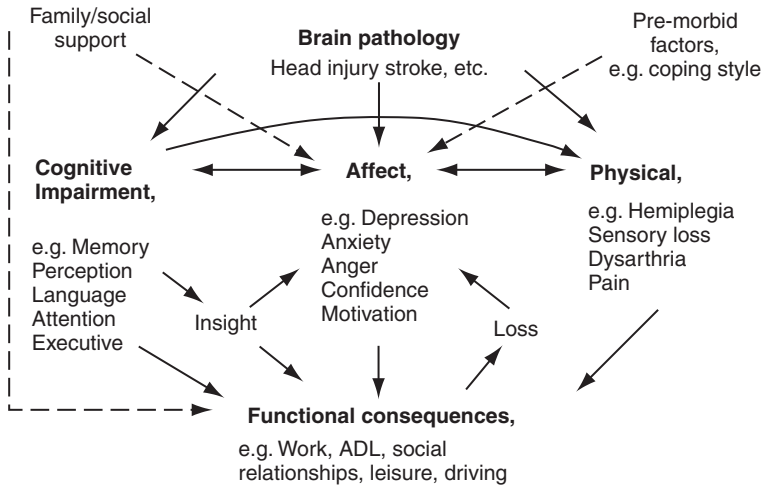 Family/social
support
Brain pathology
Head injury stroke, etc.
Pre-morbid
factors,
e.g. coping style
Cognitive
Impairment,
Affect,
Physical,
e.g. Memory
Perception
Language
Attention
Executive
Insight
e.g. Depression
Anxiety
Anger
Confidence
Motivation
Loss
e.g. Hemiplegia
Sensory loss
Dysarthria
Pain
Functional consequences,
e.g. Work, ADL, social
relationships, leisure, driving